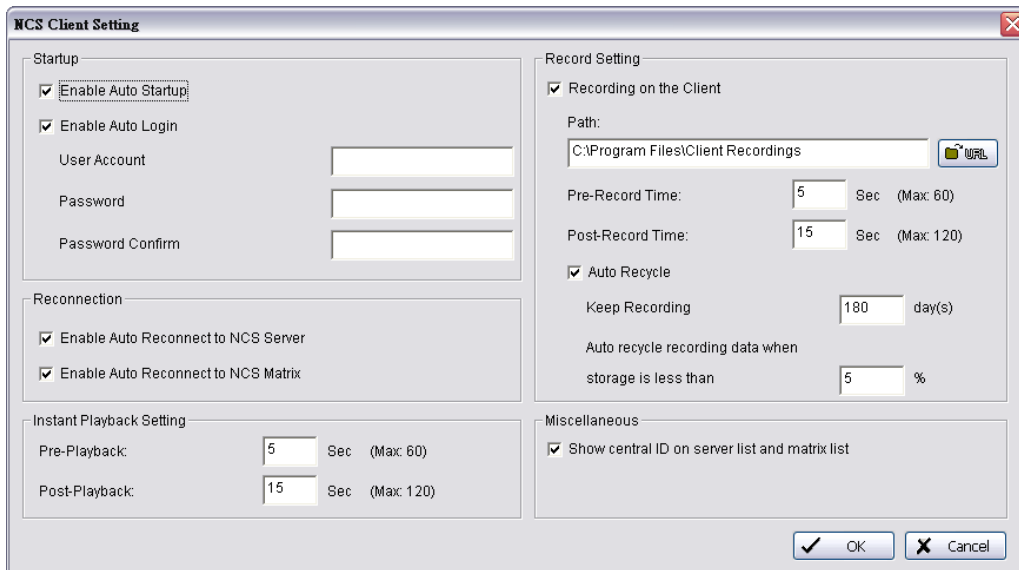 NCS Client Setting
Startup
Enable Auto Startup
Enable Auto Login
User Account
Password
Password Confirm
Reconnection
Enable Auto Reconnect to NCS Server
Enable Auto Reconnect to NCS Matrix
Instant Playback Setting
Pre-Playback: 5 Sec (Max: 60)
Post-Playback: 15 Sec (Max: 120)
Record Setting
Recording on the Client
Path:
C:\Program Files\Client Recordings URL
Pre-Record Time: 5 Sec (Max: 60)
Post-Record Time: 15 Sec (Max: 120)
Auto Recycle
Keep Recording 180 day(s)
Auto recycle recording data when
storage is less than 5 %
Miscellaneous
Show central ID on server list and matrix list
OK Cancel